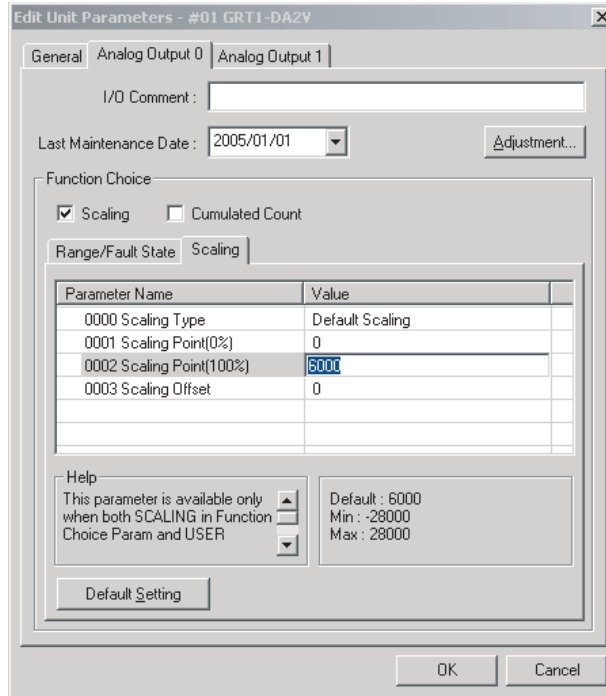 Edit Unit Parameters - #01 GRT1-DA2V
General Analog Output 0 Analog Output 1
I/O Comment :
Last Maintenance Date : 2005/01/01 Adjustment...
Function Choice
Scaling Cumulated Count
Range/Fault State Scaling
Parameter Name Value
0000 Scaling Type Default Scaling
0001 Scaling Point(0%) 0
0002 Scaling Point(100%) 6000
0003 Scaling Offset 0
Help
This parameter is available only
when both SCALING in Function
Choice Param and USER
Default : 6000
Min : -28000
Max : 28000
Default Setting
OK Cancel